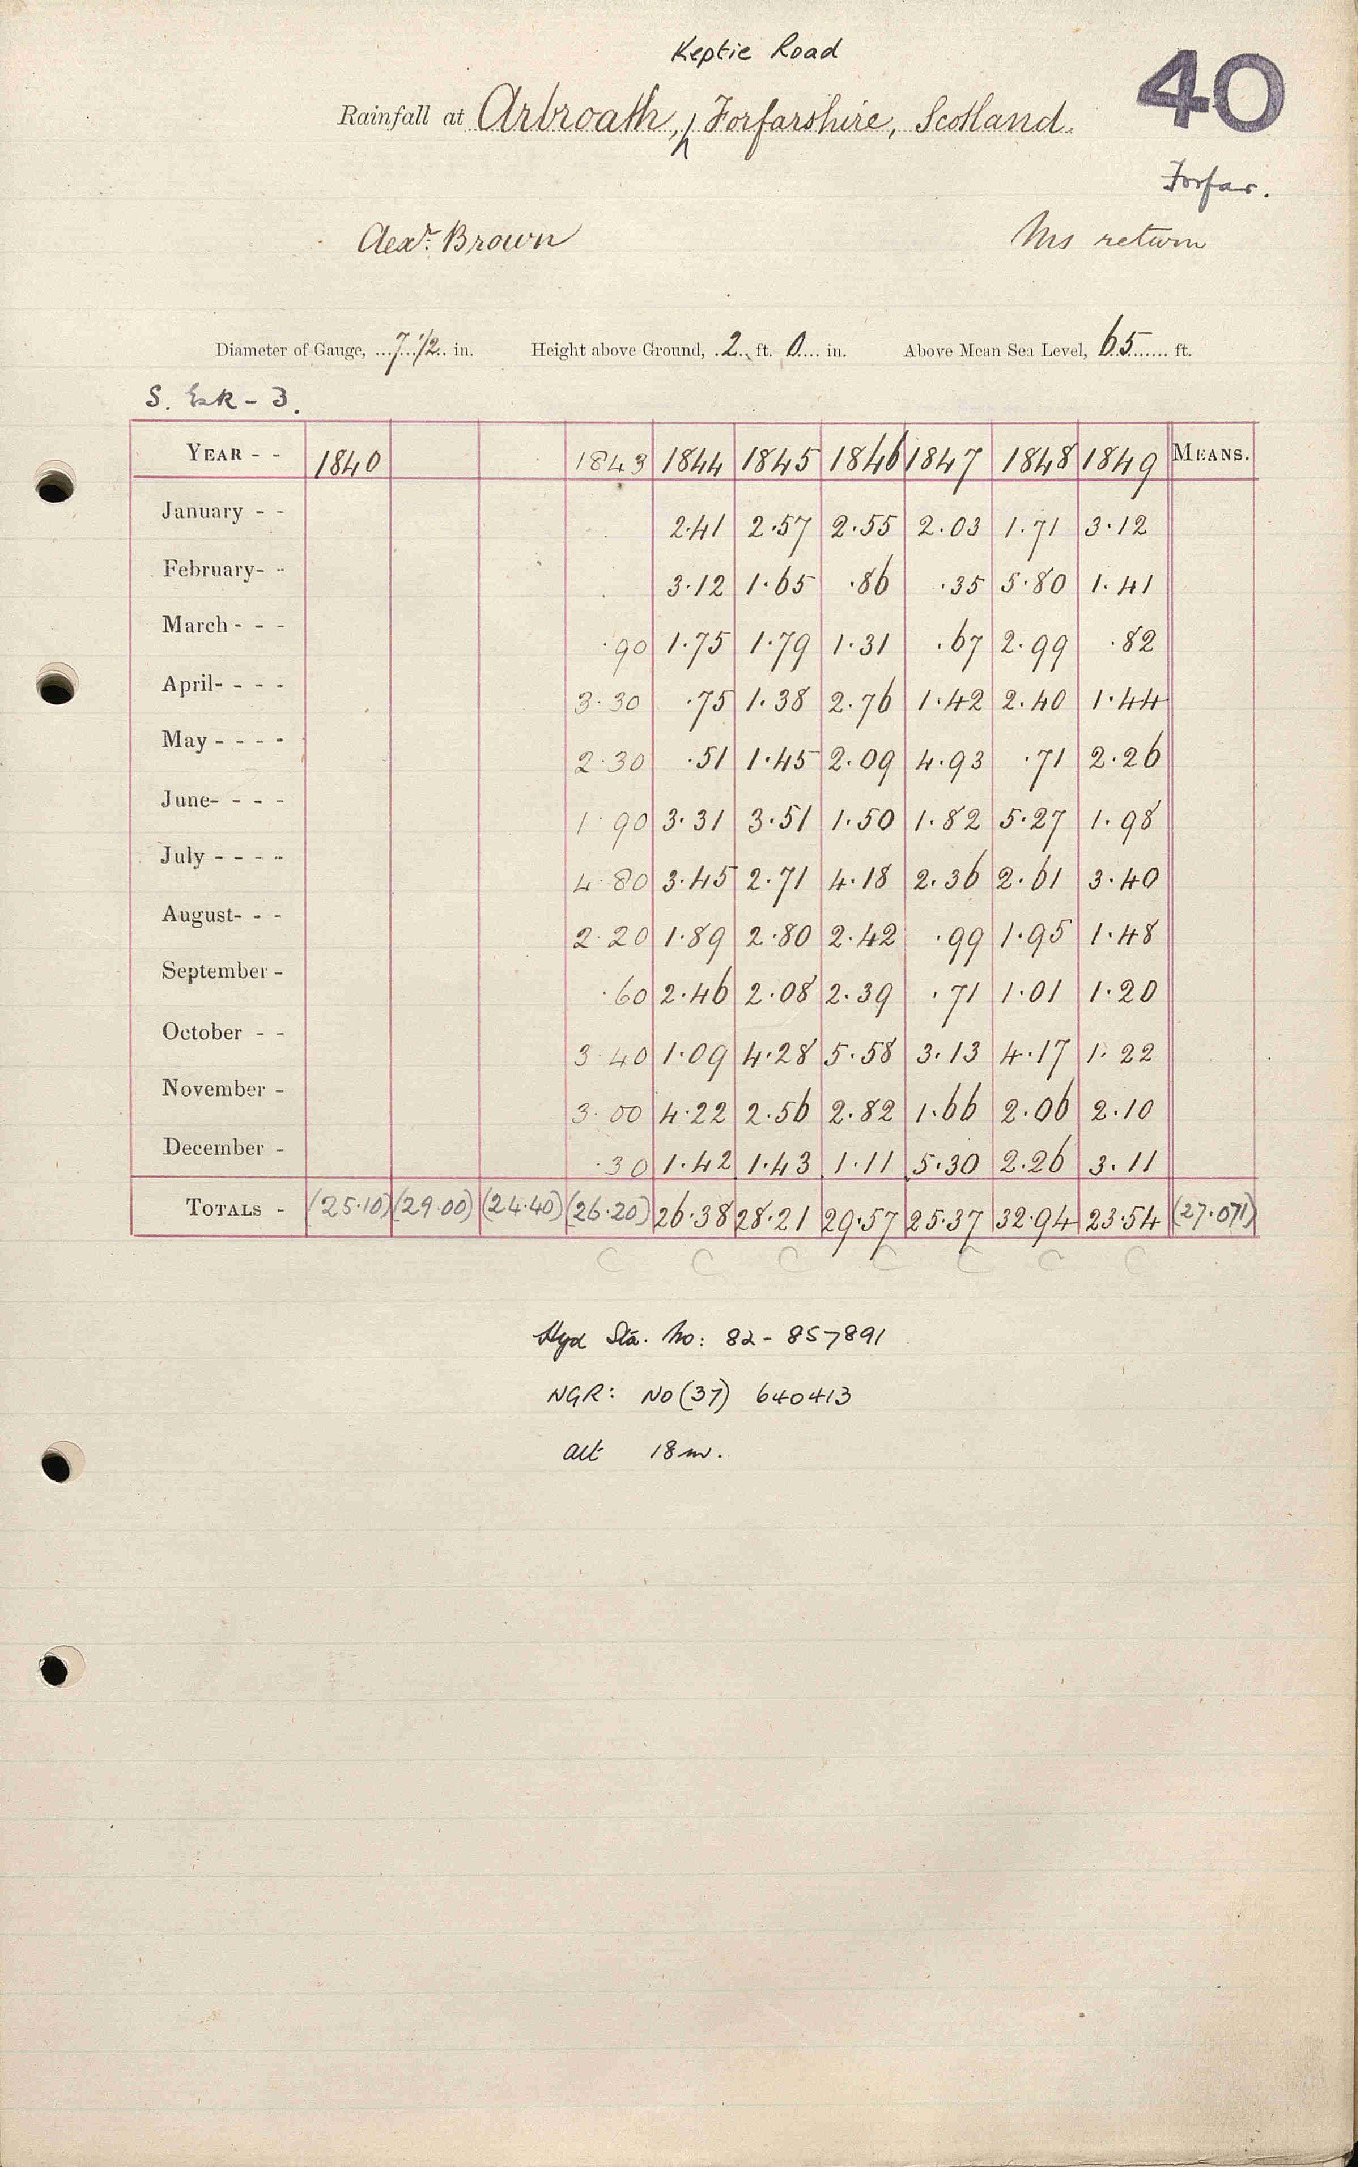 Keptie Road
40
Rainfall at Arbroath, Forfarshire, Scotland.
Forfar.
Alexr. Brown Ms return
Diameter of Gauge, 7 1/2 in. Height above Ground, 2 ft. 0 in. Above Mean Sea Level, 65 ft.
S. Esk - 3.
YEAR - - 1840 1843 1844 1845 1846 1847 1848 1849 MEANS.
January - - 2.41 2.57 2.55 2.03 1.71 3.12
February- - 3.12 1.65 .86 .35 5.80 1.41
March - - - .90 1.75 1.79 1.31 .67 2.99 .82
April- - - - 3.30 .75 1.38 2.76 1.42 2.40 1.44
May - - - - 2.30 .51 1.45 2.09 4.93 .71 2.26
June- - - - 1.90 3.31 3.51 1.50 1.82 5.27 1.98
July - - - - 4.80 3.45 2.71 4.18 2.36 2.61 3.40
August- - - 2.20 1.89 2.80 2.42 .99 1.95 1.48
September - .60 2.46 2.08 2.39 .71 1.01 1.20
October - - 3.40 1.09 4.28 5.58 3.13 4.17 1.22
November - 3.00 4.22 2.56 2.82 1.66 2.06 2.10
December - .30 1.42 1.43 1.11 5.30 2.26 3.11
TOTALS - (25.10) (29.00) (24.40) (26.20) 26.38 28.21 29.57 25.37 32.94 23.54 (27.071)
C C C C C C C
Hyd Sta. No: 82-857891
NGR: NO(37) 640413
alt 18m.